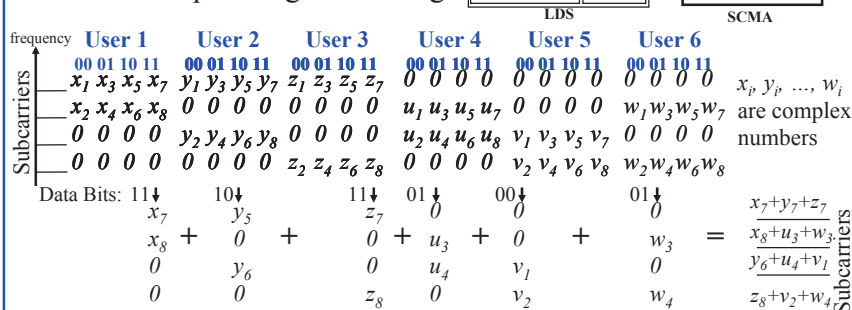 LDS
SCMA
frequency User 1 User 2 User 3 User 4 User 5 User 6
00 01 10 11 00 01 10 11 00 01 10 11 00 01 10 11 00 01 10 11 00 01 10 11
x1 x3 x5 x7 y1 y3 y5 y7 z1 z3 z5 z7 0 0 0 0 0 0 0 0 0 0 0 0
x2 x4 x6 x8 0 0 0 0 0 0 0 0 u1 u3 u5 u7 0 0 0 0 w1 w3 w5 w7
0 0 0 0 y2 y4 y6 y8 0 0 0 0 u2 u4 u6 u8 v1 v3 v5 v7 0 0 0 0
0 0 0 0 0 0 0 0 z2 z4 z6 z8 0 0 0 0 v2 v4 v6 v8 w2 w4 w6 w8
Subcarriers
xi, yi, ..., wi
are complex
numbers
Data Bits: 11 10 11 01 00 01
x7 y5 z7 0 0 0 x7+y7+z7
x8 + 0 + 0 + u3 + 0 + w3 = x8+u3+w3.
0 y6 0 u4 v1 0 y6+u4+v1
0 0 z8 0 v2 w4 z8+v2+w4
Subcarriers